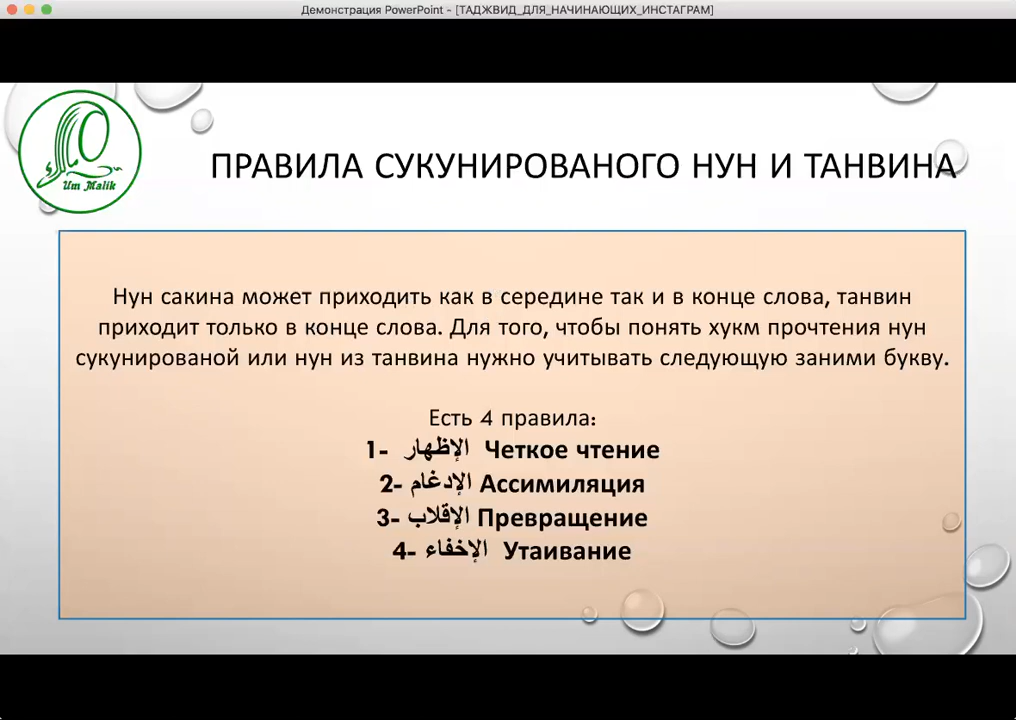 Демонстрация PowerPoint - [ТАДЖВИД_ДЛЯ_НАЧИНАЮЩИХ_ИНСТАГРАМ]
Um Malik
ПРАВИЛА СУКУНИРОВАНОГО НУН И ТАНВИНА
Нун сакина может приходить как в середине так и в конце слова, танвин
приходит только в конце слова. Для того, чтобы понять хукм прочтения нун
сукунированой или нун из танвина нужно учитывать следующую заними букву.
Есть 4 правила:
1- الإظهار Четкое чтение
2- الإدغام Ассимиляция
3- الإقلاب Превращение
4- الإخفاء Утаивание